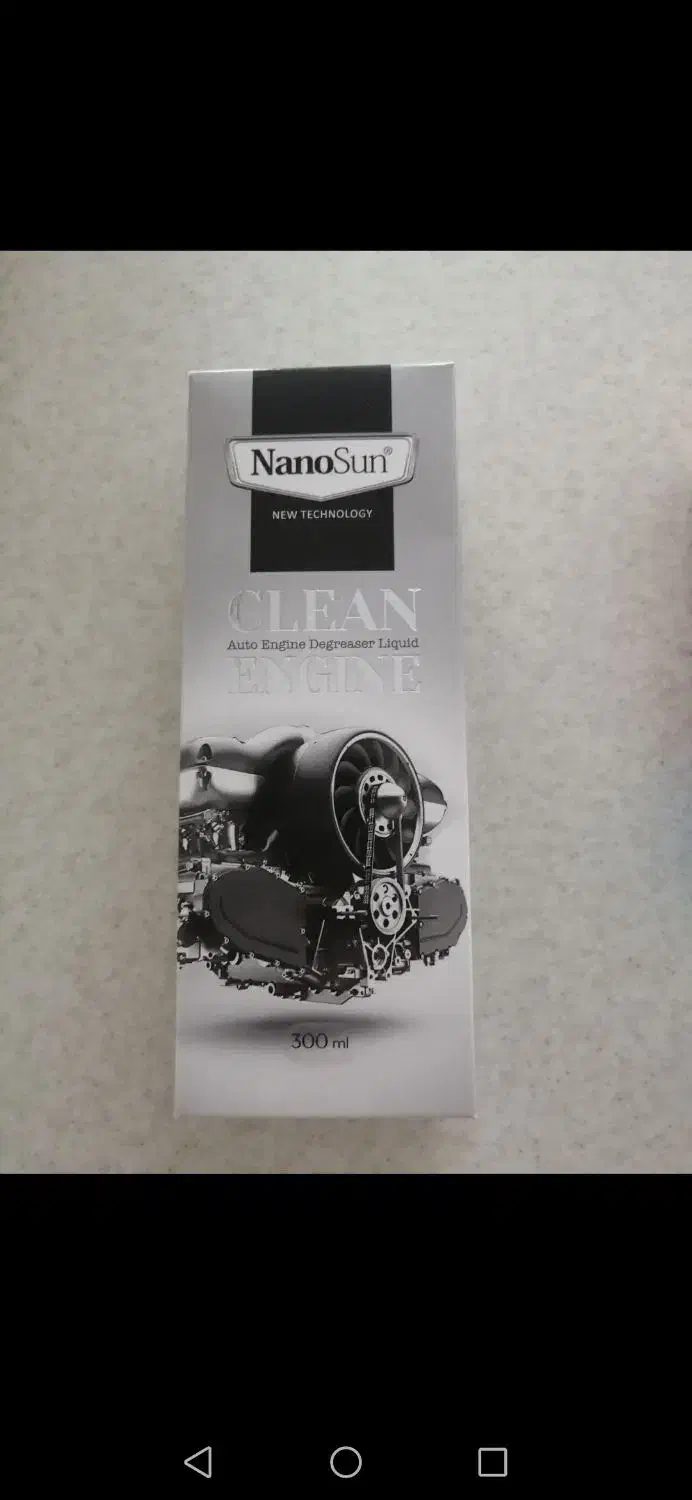 NanoSun®
NEW TECHNOLOGY
CLEAN
Auto Engine Degreaser Liquid
ENGINE
300 ml